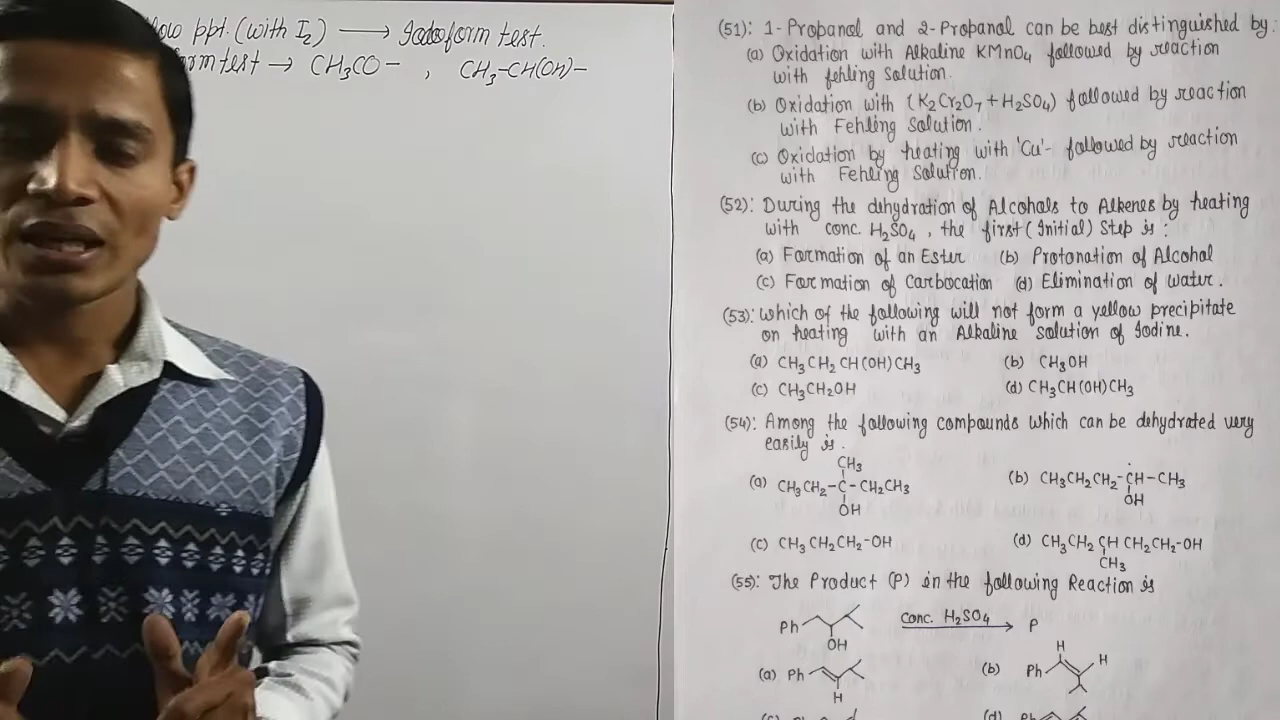 ppt. (with I2) ⟶ Iodoform test.
test → CH3CO- , CH3-CH(OH)-
(51): 1-Propanol and 2-Propanol can be best distinguished by:
(a) Oxidation with Alkaline KMnO4 followed by reaction
with fehling Solution.
(b) Oxidation with (K2Cr2O7 + H2SO4) followed by reaction
with Fehling Solution.
(c) Oxidation by heating with 'Cu'- followed by reaction
with Fehling Solution.
(52): During the dehydration of Alcohals to Alkenes by heating
with conc. H2SO4, the first (Initial) Step is:
(a) Formation of an Ester (b) Protonation of Alcohal
(c) Formation of Carbocation (d) Elimination of water.
(53): Which of the following will not form a yellow precipitate
on heating with an Alkaline solution of Iodine.
(a) CH3CH2CH(OH)CH3 (b) CH3OH
(c) CH3CH2OH (d) CH3CH(OH)CH3
(54): Among the following compounds which can be dehydrated very
easily is.
CH3
(a) CH3CH2-C-CH2CH3 (b) CH3CH2CH2-CH-CH3
OH OH
(c) CH3CH2CH2-OH (d) CH3CH2CHCH2CH2-OH
CH3
(55): The Product (P) in the following Reaction is
Ph OH conc. H2SO4 ⟶ P
(a) Ph H (b) Ph H H
(d) Ph